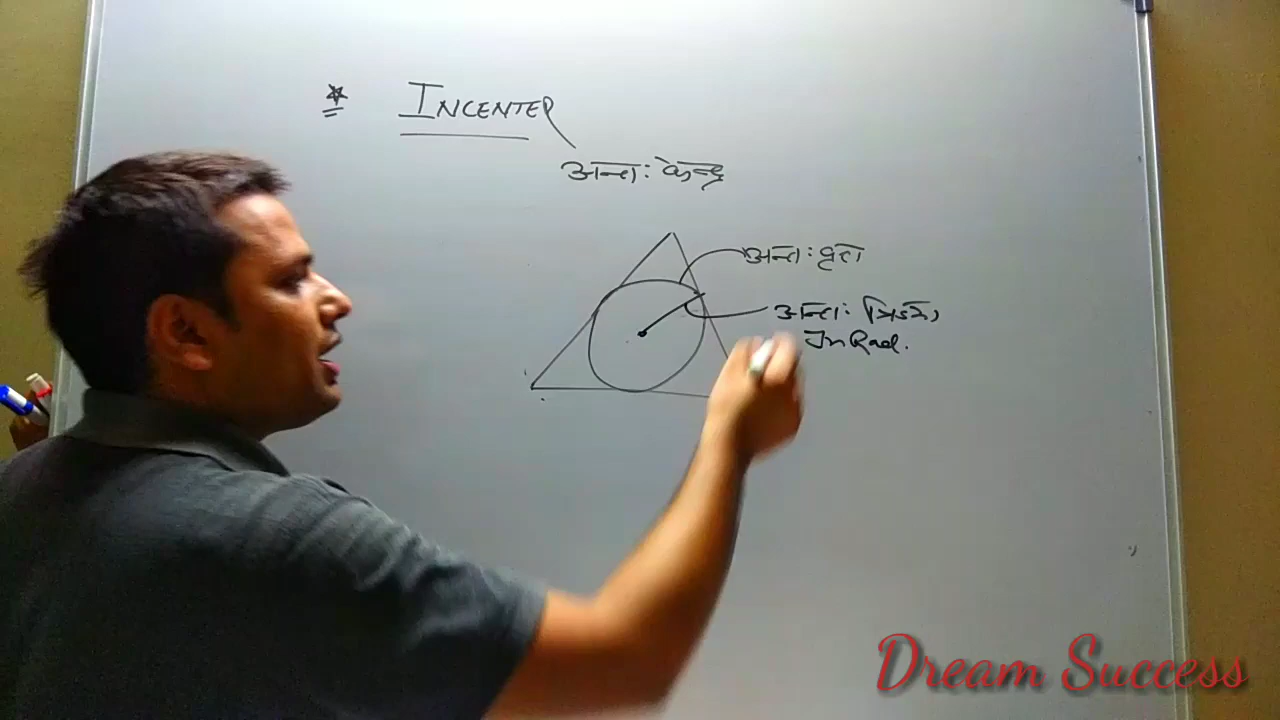 INCENTER
अन्तः केन्द्र
अन्तः वृत्त
अन्तः त्रिज्या,
In Rad.
Dream Success